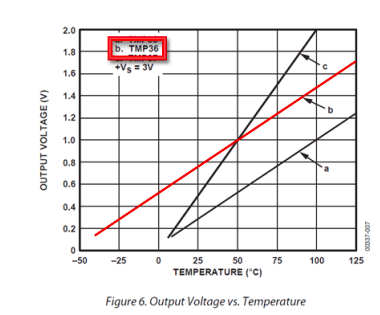 2.0
1.8
1.6
1.4
1.2
1.0
0.8
0.6
0.4
0.2
0
b. TMP36
+VS = 3V
c
b
a
–50
–25
0
25
50
75
100
125
OUTPUT VOLTAGE (V)
TEMPERATURE (°C)
00337-007
Figure 6. Output Voltage vs. Temperature